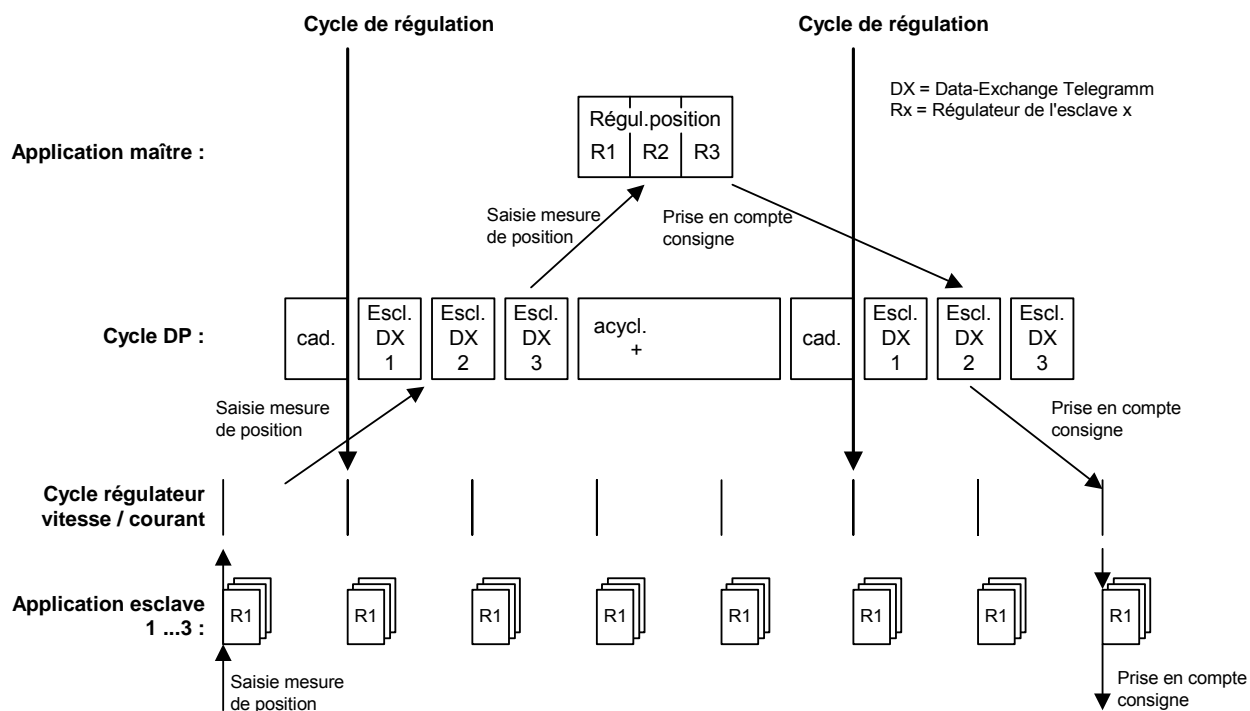 Cycle de régulation
Cycle de régulation
DX = Data-Exchange Telegramm
Rx = Régulateur de l'esclave x
Application maître :
Régul.position
R1 R2 R3
Saisie mesure
de position
Prise en compte
consigne
Cycle DP :
cad.
Escl.
DX
1
Escl.
DX
2
Escl.
DX
3
acycl.
+
cad.
Escl.
DX
1
Escl.
DX
2
Escl.
DX
3
Saisie mesure
de position
Prise en compte
consigne
Cycle régulateur
vitesse / courant
Application esclave
1 ...3 :
R1 R1 R1 R1 R1 R1 R1 R1
Saisie mesure
de position
Prise en compte
consigne